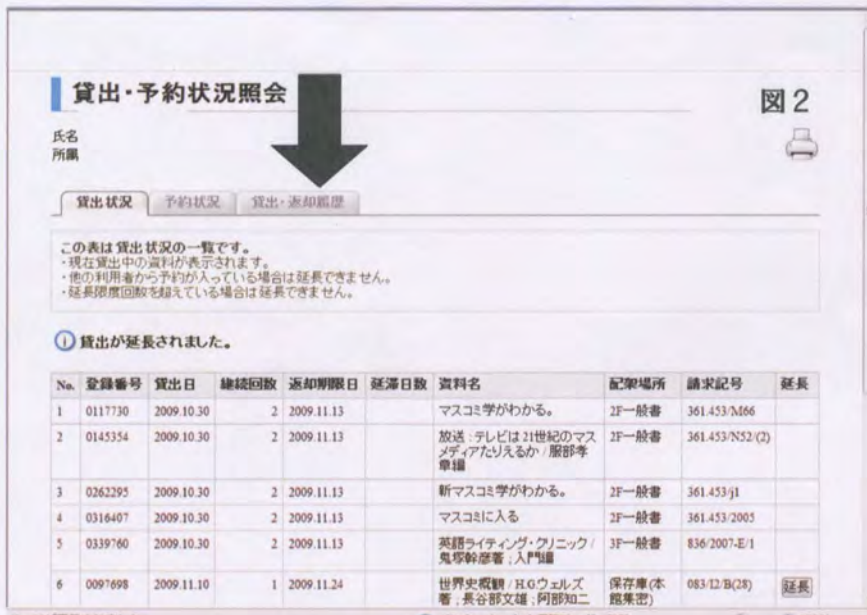 貸出・予約状況照会
図2
氏名
所属
貸出状況 予約状況 貸出・返却履歴
この表は貸出状況の一覧です。
・現在貸出中の資料が表示されます。
・他の利用者から予約が入っている場合は延長できません。
・延長限度回数を超えている場合は延長できません。
貸出が延長されました。
No. 登録番号 貸出日 継続回数 返却期限日 延滞日数 資料名 配架場所 請求記号 延長
1 0117730 2009.10.30 2 2009.11.13 マスコミ学がわかる。 2F一般書 361.453/M66
2 0145354 2009.10.30 2 2009.11.13 放送:テレビは21世紀のマス 2F一般書 361.453/N52/(2)
メディアたりえるか/服部孝
章編
3 0262295 2009.10.30 2 2009.11.13 新マスコミ学がわかる。 2F一般書 361.453/j1
4 0316407 2009.10.30 2 2009.11.13 マスコミに入る 2F一般書 361.453/2005
5 0339760 2009.10.30 2 2009.11.13 英語ライティング・クリニック/ 3F一般書 836/2007-E/1
鬼塚幹彦著;入門編
6 0097698 2009.11.10 1 2009.11.24 世界史概観/H.G.ウェルズ 保存庫(本 083/I2/B(28) 延長
著;長谷部文雄;阿部知二 館集密)